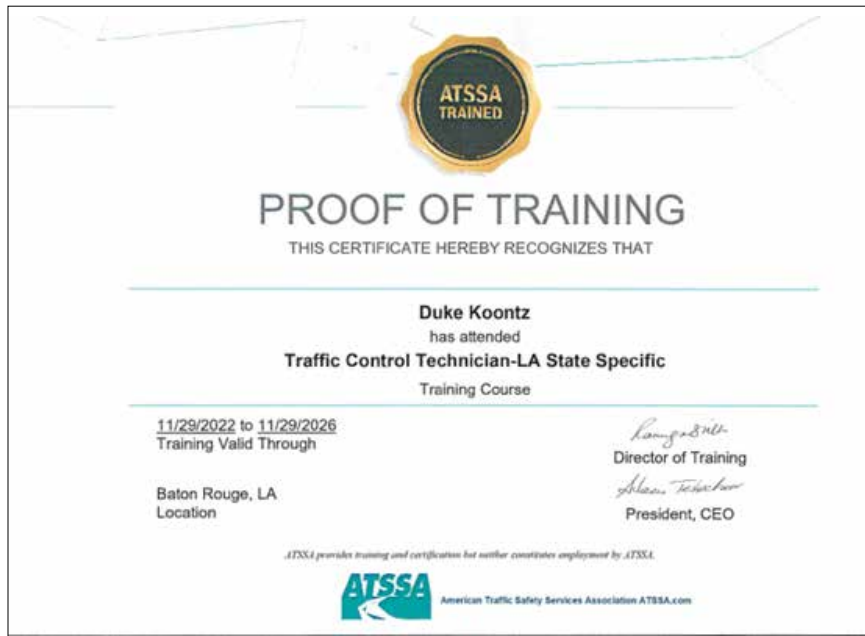 ATSSA
TRAINED
PROOF OF TRAINING
THIS CERTIFICATE HEREBY RECOGNIZES THAT
Duke Koontz
has attended
Traffic Control Technician-LA State Specific
Training Course
11/29/2022 to 11/29/2026
Training Valid Through
Director of Training
Baton Rouge, LA
Location
President, CEO
ATSSA provides training and certification but neither constitutes employment by ATSSA.
ATSSA
American Traffic Safety Services Association ATSSA.com